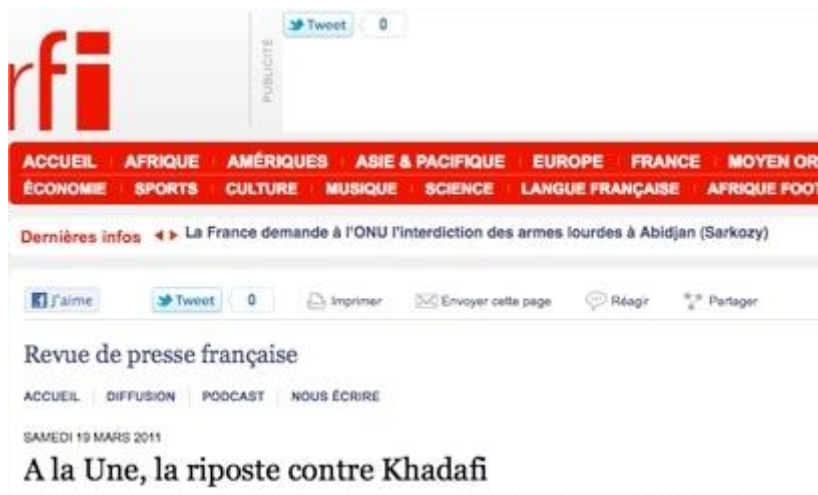 Tweet 0
PUBLICITÉ
rfi
ACCUEIL AFRIQUE AMÉRIQUES ASIE & PACIFIQUE EUROPE FRANCE MOYEN OR
ÉCONOMIE SPORTS CULTURE MUSIQUE SCIENCE LANGUE FRANÇAISE AFRIQUE FOOT
Dernières infos La France demande à l'ONU l'interdiction des armes lourdes à Abidjan (Sarkozy)
J'aime Tweet 0 Imprimer Envoyer cette page Réagir Partager
Revue de presse française
ACCUEIL DIFFUSION PODCAST NOUS ÉCRIRE
SAMEDI 19 MARS 2011
A la Une, la riposte contre Khadafi